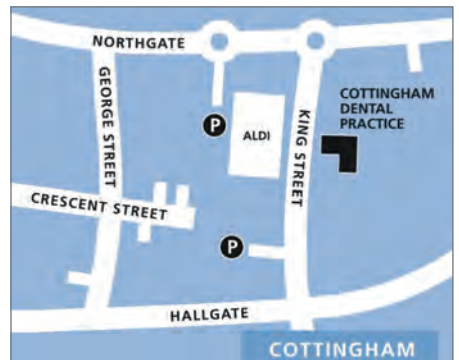 NORTHGATE
GEORGE STREET
COTTINGHAM
DENTAL
PRACTICE
P
ALDI
KING STREET
CRESCENT STREET
P
HALLGATE
COTTINGHAM